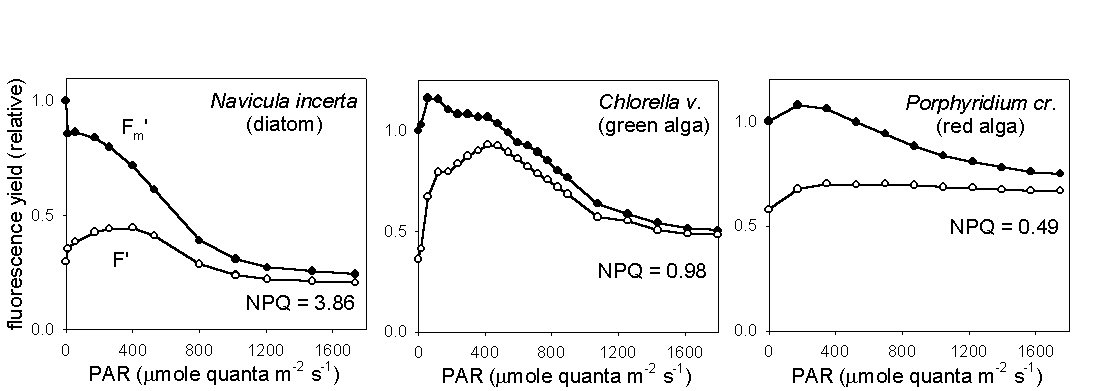 fluorescence yield (relative)
1.0
0.5
0.0
Fm'
F'
Navicula incerta
(diatom)
NPQ = 3.86
0 400 800 1200 1600
PAR (μmole quanta m-2 s-1)
1.0
0.5
0.0
Chlorella v.
(green alga)
NPQ = 0.98
0 400 800 1200 1600
PAR (μmole quanta m-2 s-1)
1.0
0.5
0.0
Porphyridium cr.
(red alga)
NPQ = 0.49
0 400 800 1200 1600
PAR (μmole quanta m-2 s-1)